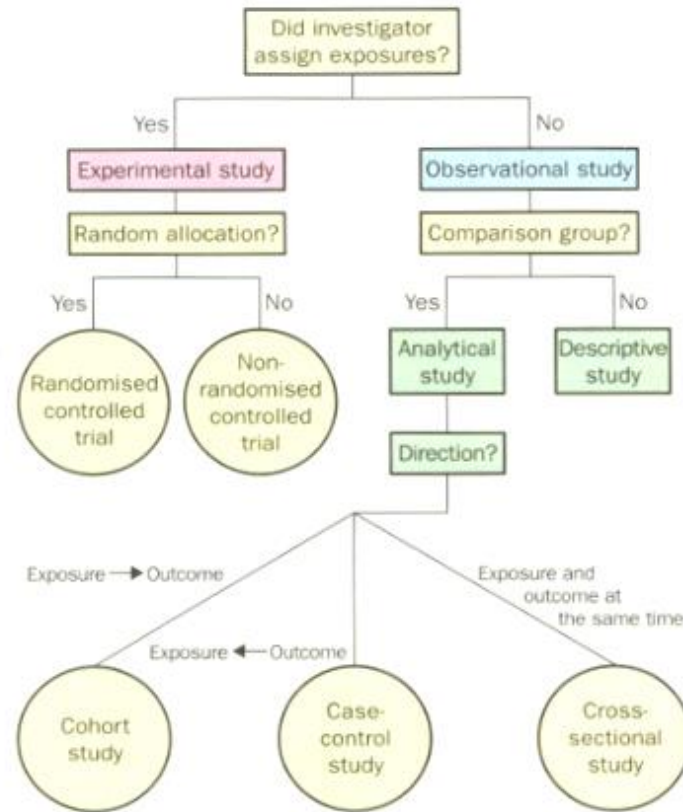 Did investigator
assign exposures?
Yes
No
Experimental study
Observational study
Random allocation?
Comparison group?
Yes
No
Yes
No
Randomised
controlled
trial
Non-
randomised
controlled
trial
Analytical
study
Descriptive
study
Direction?
Exposure → Outcome
Exposure and
outcome at
the same time
Exposure ← Outcome
Cohort
study
Case-
control
study
Cross-
sectional
study